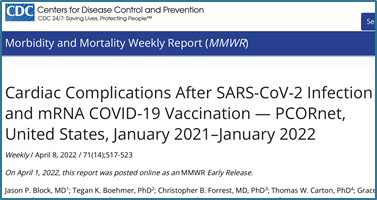 CDC
Centers for Disease Control and Prevention
CDC 24/7: Saving Lives, Protecting People™
Se
Morbidity and Mortality Weekly Report (MMWR)
Cardiac Complications After SARS-CoV-2 Infection
and mRNA COVID-19 Vaccination — PCORnet,
United States, January 2021–January 2022
Weekly / April 8, 2022 / 71(14);517-523
On April 1, 2022, this report was posted online as an MMWR Early Release.
Jason P. Block, MD¹; Tegan K. Boehmer, PhD²; Christopher B. Forrest, MD, PhD³; Thomas W. Carton, PhD⁴; Grace